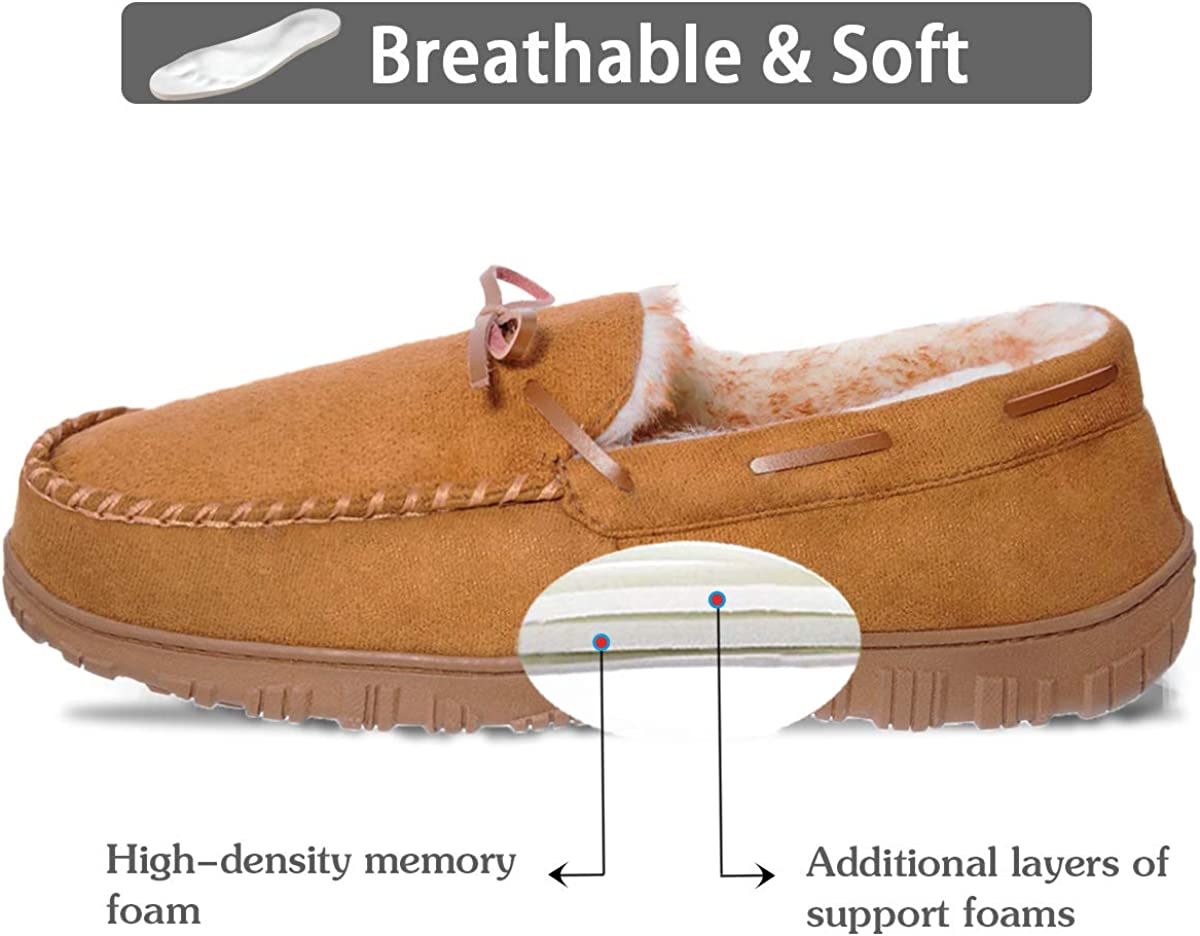 Breathable & Soft
High-density memory
foam
Additional layers of
support foams